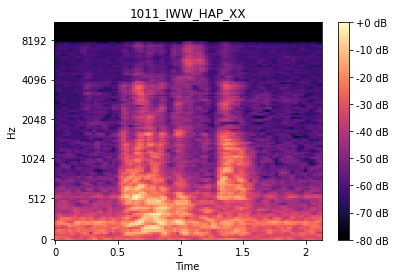 1011_IWW_HAP_XX
Hz
8192
4096
2048
1024
512
0
0
0.5
1
1.5
2
Time
+0 dB
-10 dB
-20 dB
-30 dB
-40 dB
-50 dB
-60 dB
-70 dB
-80 dB